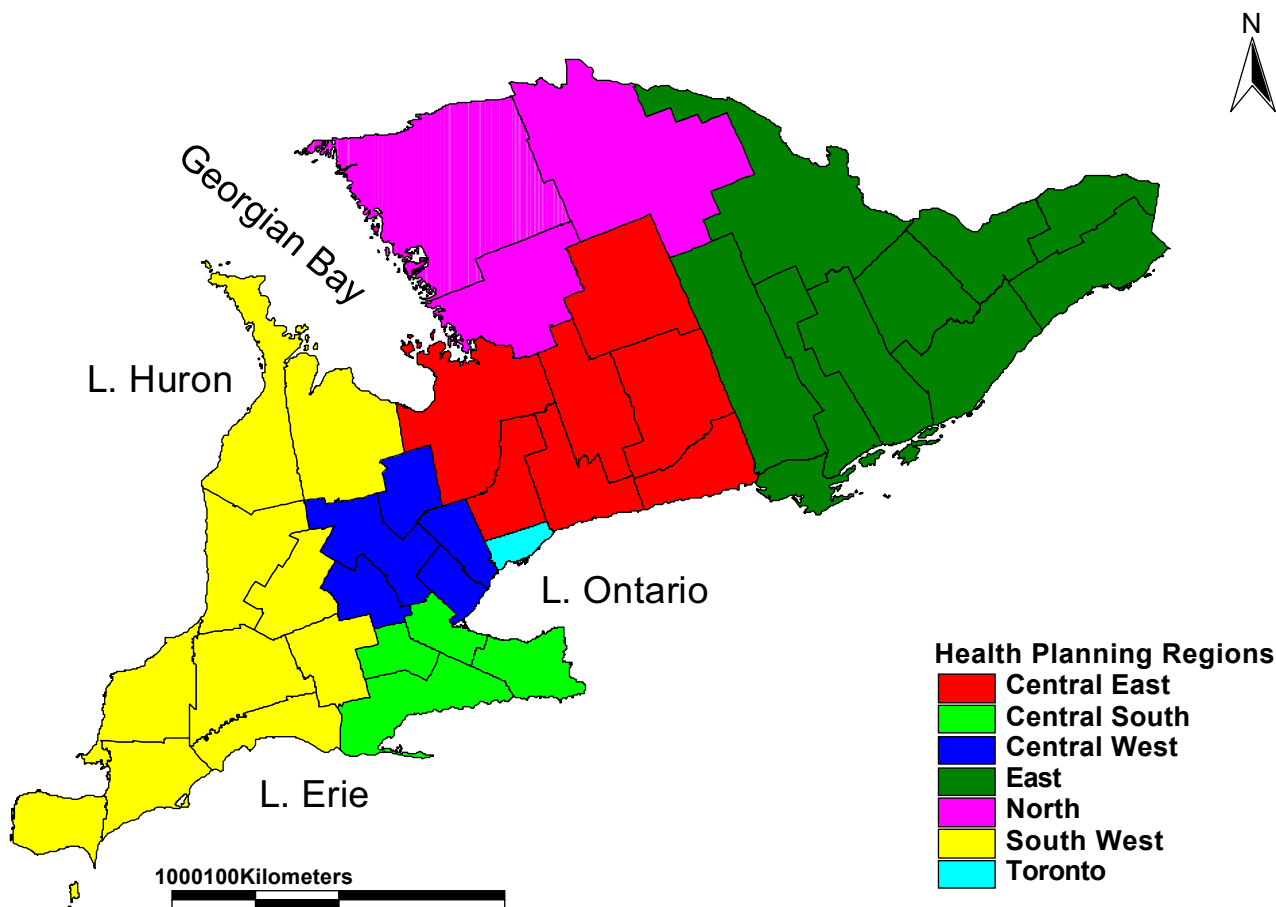 N
Georgian Bay
L. Huron
L. Ontario
L. Erie
Health Planning Regions
Central East
Central South
Central West
East
North
South West
Toronto
1000100Kilometers